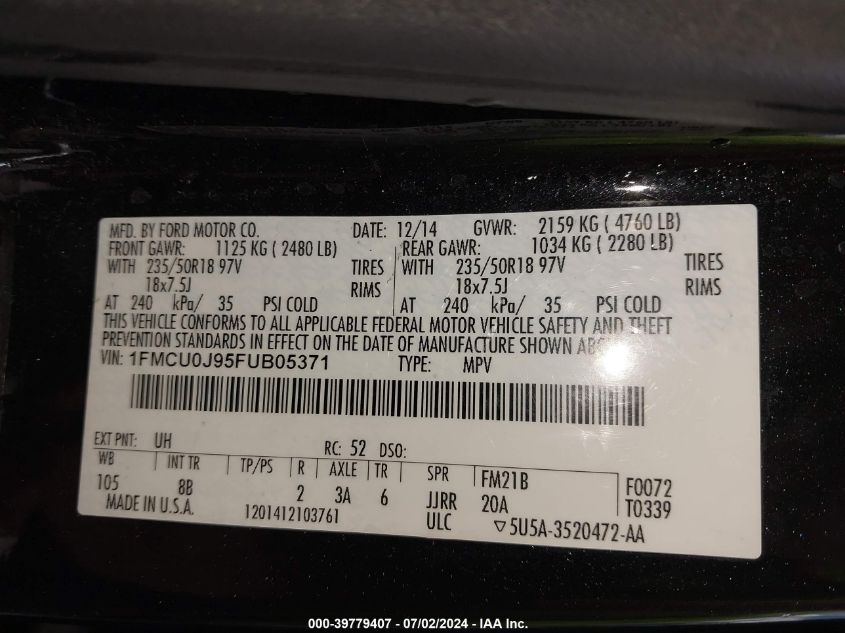 MFD. BY FORD MOTOR CO. DATE: 12/14 GVWR: 2159 KG ( 4760 LB)
FRONT GAWR: 1125 KG ( 2480 LB) REAR GAWR: 1034 KG ( 2280 LB)
WITH 235/50R18 97V TIRES WITH 235/50R18 97V TIRES
18x7.5J RIMS 18x7.5J RIMS
AT 240 kPa/ 35 PSI COLD AT 240 kPa/ 35 PSI COLD
THIS VEHICLE CONFORMS TO ALL APPLICABLE FEDERAL MOTOR VEHICLE SAFETY AND THEFT
PREVENTION STANDARDS IN EFFECT ON THE DATE OF MANUFACTURE SHOWN
VIN: 1FMCU0J95FUB05371 TYPE: MPV
EXT PNT: UH RC: 52 DSO:
WB INT TR TP/PS R AXLE TR SPR FM21B F0072
105 8B 2 3A 6 JJRR 20A T0339
MADE IN U.S.A. 1201412103761 ULC ▽5U5A-3520472-AA
000-39779407 - 07/02/2024 - IAA Inc.